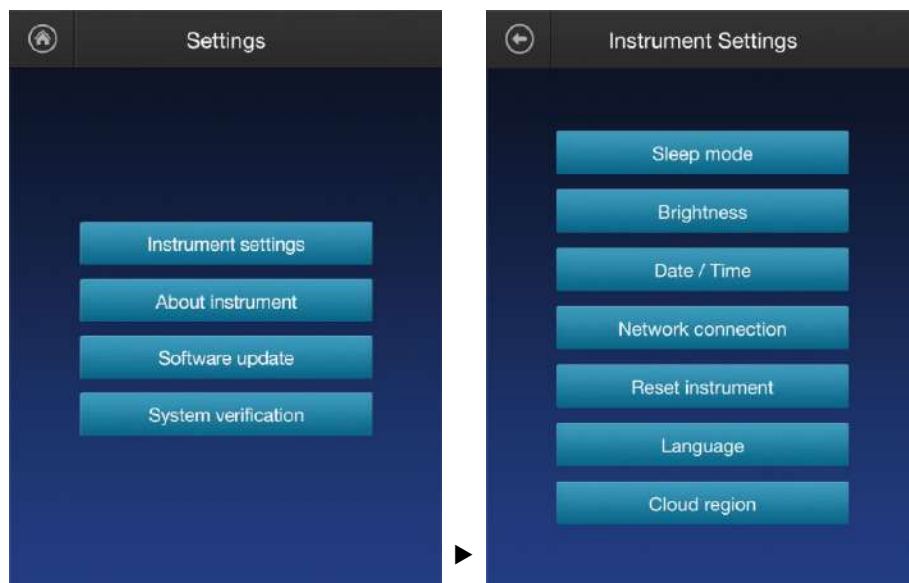 Settings
Instrument settings
About instrument
Software update
System verification
Instrument Settings
Sleep mode
Brightness
Date / Time
Network connection
Reset instrument
Language
Cloud region